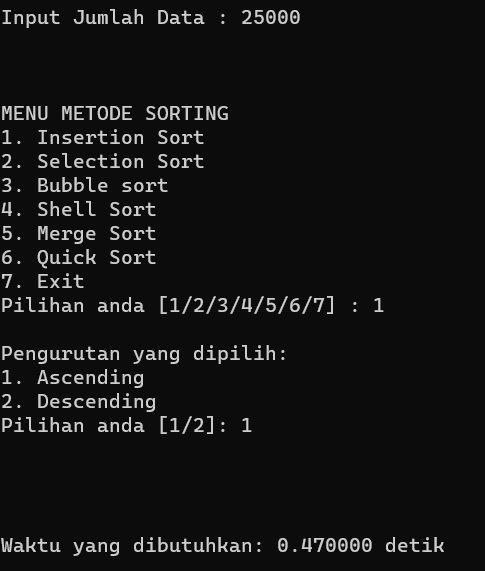 Input Jumlah Data : 25000
MENU METODE SORTING
1. Insertion Sort
2. Selection Sort
3. Bubble sort
4. Shell Sort
5. Merge Sort
6. Quick Sort
7. Exit
Pilihan anda [1/2/3/4/5/6/7] : 1
Pengurutan yang dipilih:
1. Ascending
2. Descending
Pilihan anda [1/2]: 1
Waktu yang dibutuhkan: 0.470000 detik